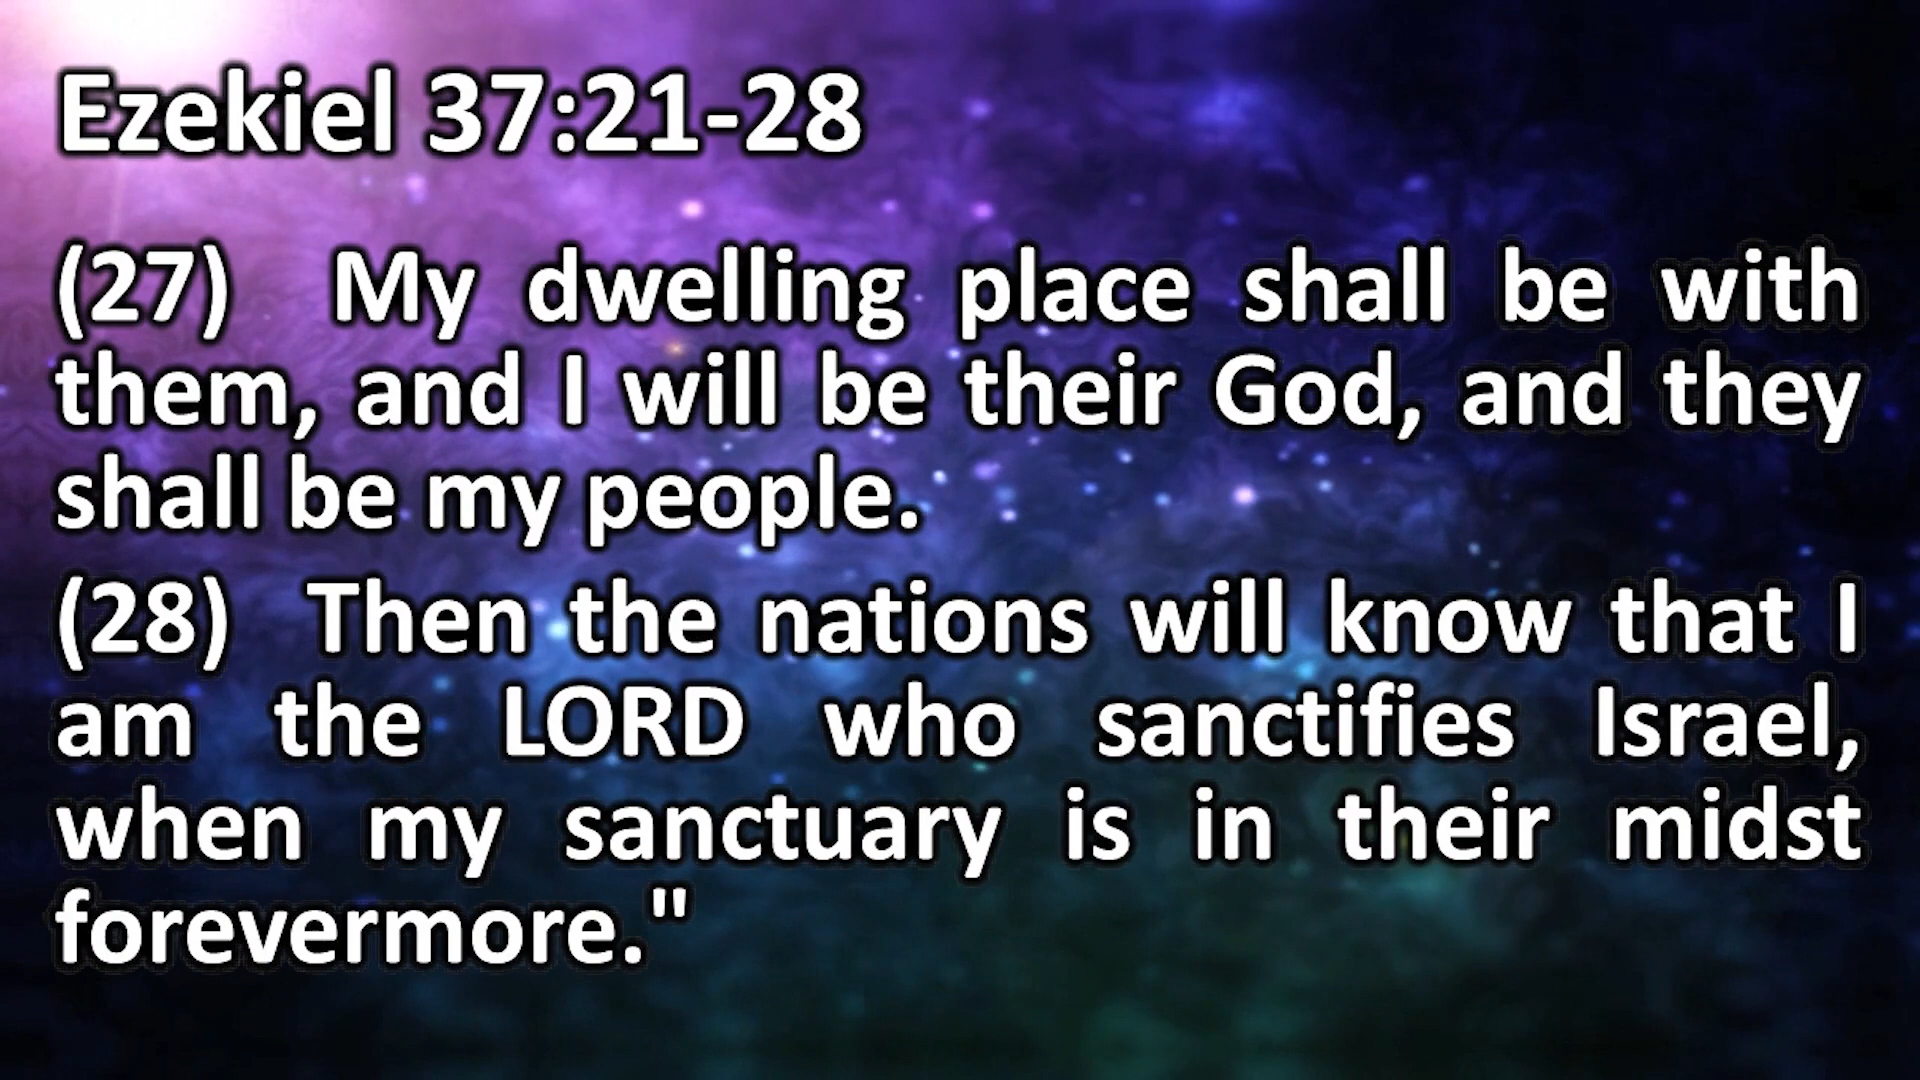 Ezekiel 37:21-28
(27) My dwelling place shall be with
them, and I will be their God, and they
shall be my people.
(28) Then the nations will know that I
am the LORD who sanctifies Israel,
when my sanctuary is in their midst
forevermore."